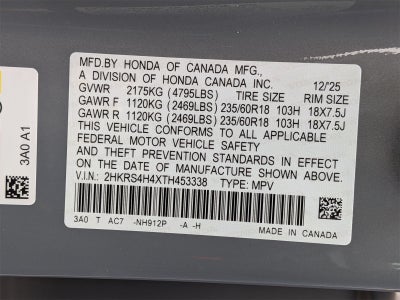 MFD.BY HONDA OF CANADA MFG.,
A DIVISION OF HONDA CANADA INC. 12/'25
GVWR 2175KG (4795LBS) TIRE SIZE RIM SIZE
GAWR F 1120KG (2469LBS) 235/60R18 103H 18X7.5J
GAWR R 1120KG (2469LBS) 235/60R18 103H 18X7.5J
THIS VEHICLE CONFORMS TO ALL APPLICABLE
FEDERAL MOTOR VEHICLE SAFETY
AND THEFT PREVENTION STANDARDS IN EFFECT
ON THE DATE OF MANUFACTURE SHOWN ABOVE.
V.I.N.: 2HKRS4H4XTH453338 TYPE: MPV
3A0 T AC7 -NH912P -A -H
MADE IN CANADA
3A0 A1